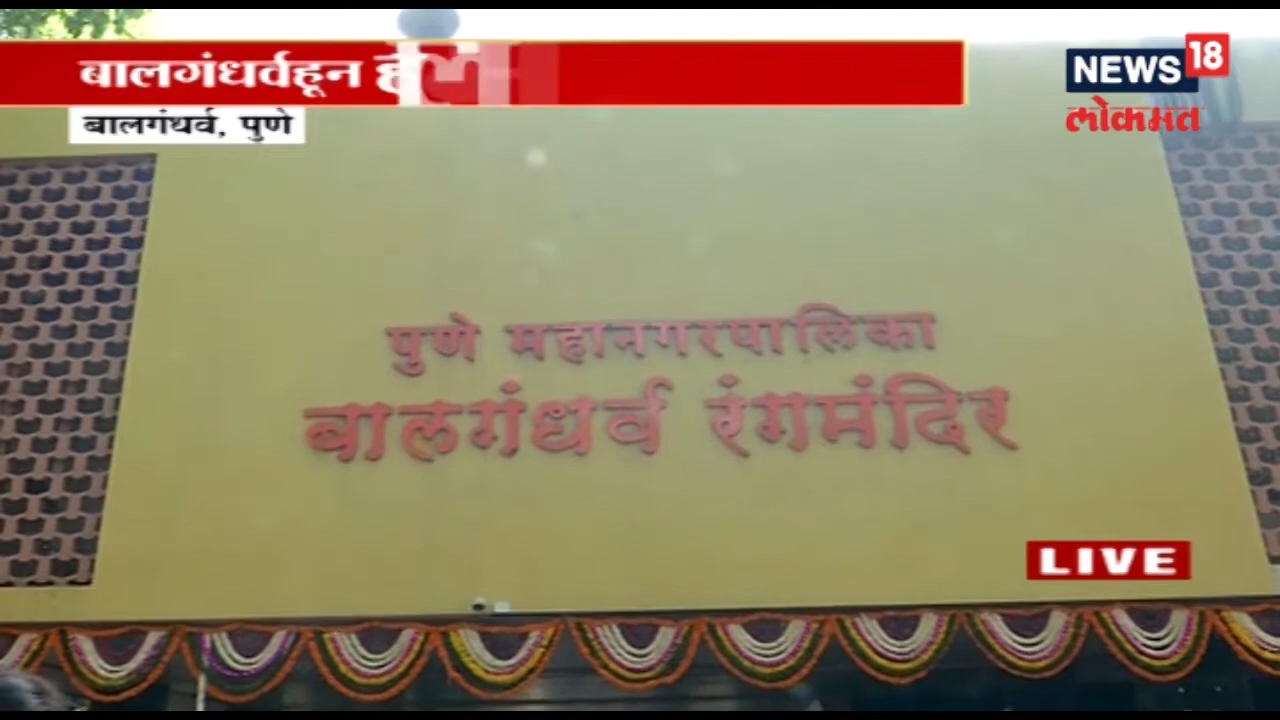 बालगंधर्वहून
NEWS 18
लोकमत
बालगंधर्व, पुणे
पुणे महानगरपालिका
बालगंधर्व रंगमंदिर
LIVE